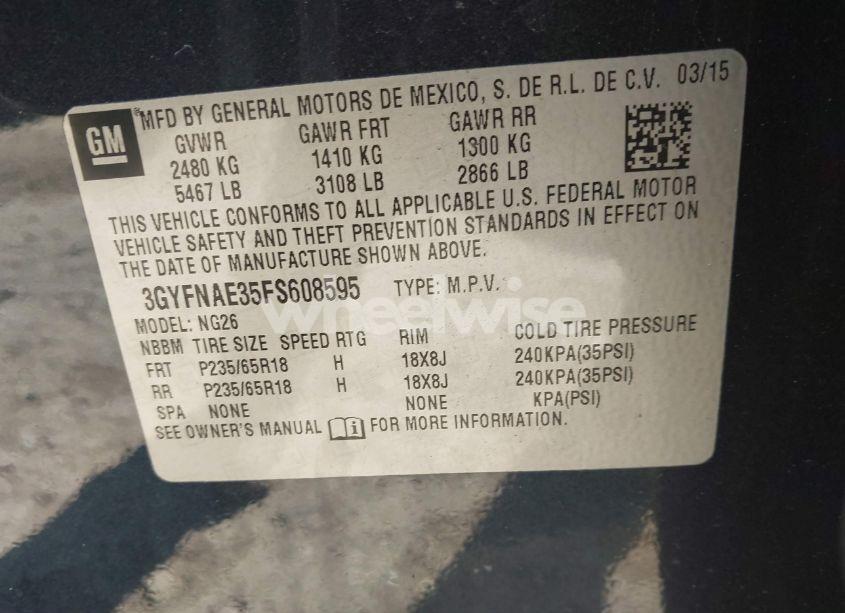 GM
MFD BY GENERAL MOTORS DE MEXICO, S. DE R.L. DE C.V. 03/15
GVWR GAWR FRT GAWR RR
2480 KG 1410 KG 1300 KG
5467 LB 3108 LB 2866 LB
THIS VEHICLE CONFORMS TO ALL APPLICABLE U.S. FEDERAL MOTOR
VEHICLE SAFETY AND THEFT PREVENTION STANDARDS IN EFFECT ON
THE DATE OF MANUFACTURE SHOWN ABOVE.
3GYFNAE35FS608595 TYPE: M.P.V.
wheelwise
MODEL: NG26
NBBM TIRE SIZE SPEED RTG RIM COLD TIRE PRESSURE
FRT P235/65R18 H 18X8J 240KPA(35PSI)
RR P235/65R18 H 18X8J 240KPA(35PSI)
SPA NONE NONE KPA(PSI)
SEE OWNER'S MANUAL FOR MORE INFORMATION.